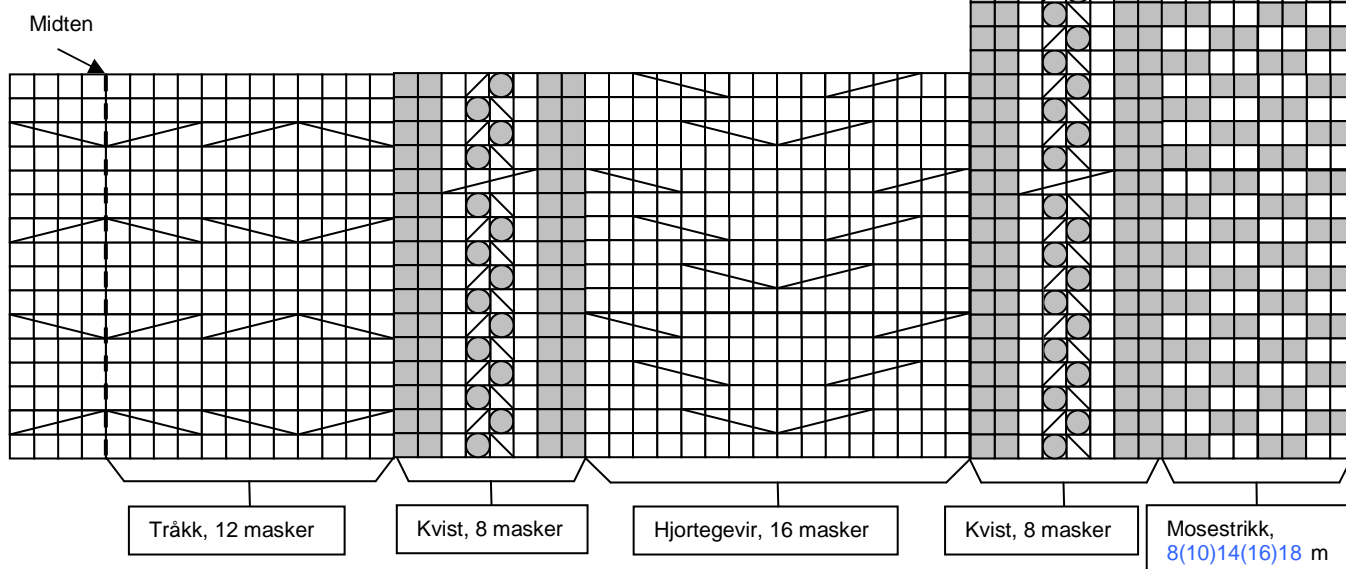 Midten
Tråkk, 12 masker
Kvist, 8 masker
Hjortegevir, 16 masker
Kvist, 8 masker
Mosestrikk,
8(10)14(16)18 m